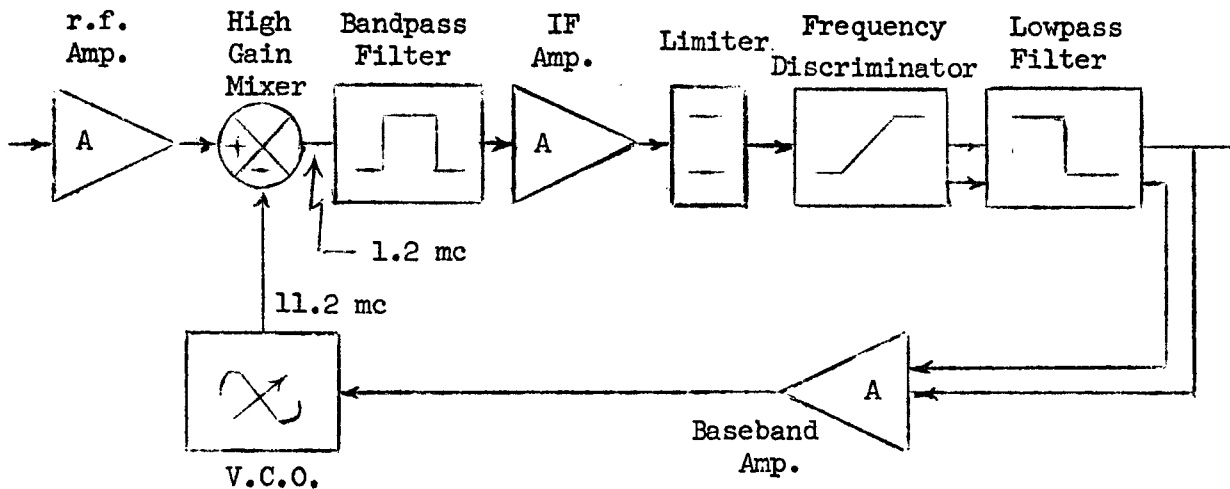 r.f.
Amp.
High
Gain
Mixer
Bandpass
Filter
IF
Amp.
Limiter
Frequency
Discriminator
Lowpass
Filter
A
A
1.2 mc
11.2 mc
A
Baseband
Amp.
V.C.O.